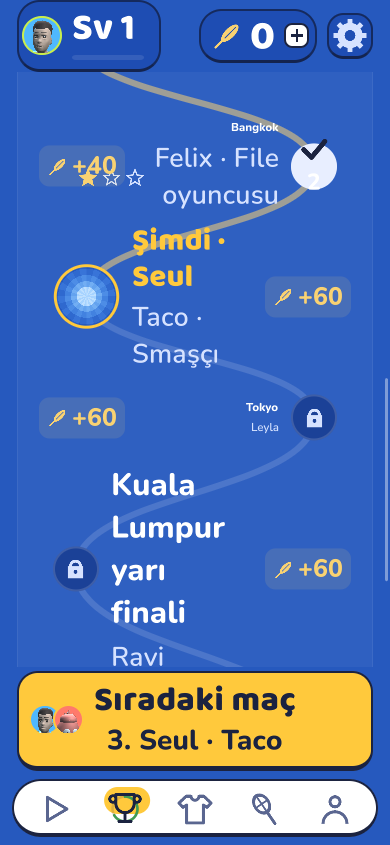 Sv 1
0
Bangkok
+40
Felix · File
oyuncusu
2
Şimdi ·
Seul
Taco ·
Smaşçı
+60
+60
Tokyo
Leyla
Kuala
Lumpur
yarı
finali
+60
Ravi
Sıradaki maç
3. Seul · Taco